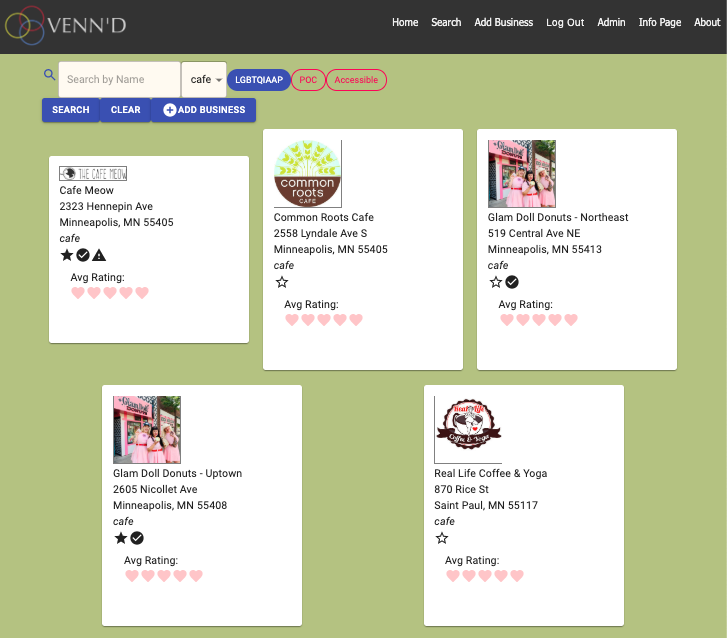 VENN'D
Home Search Add Business Log Out Admin Info Page About
Search by Name cafe LGBTQIAAP POC Accessible
SEARCH CLEAR ADD BUSINESS
THE CAFE MEOW
Cafe Meow
2323 Hennepin Ave
Minneapolis, MN 55405
cafe
Avg Rating:
common
roots
CAFE
Common Roots Cafe
2558 Lyndale Ave S
Minneapolis, MN 55405
cafe
Avg Rating:
Glam Doll
Glam Doll Donuts - Northeast
519 Central Ave NE
Minneapolis, MN 55413
cafe
Avg Rating:
Glam Doll
Glam Doll Donuts - Uptown
2605 Nicollet Ave
Minneapolis, MN 55408
cafe
Avg Rating:
Real Life
Coffee & Yoga
Real Life Coffee & Yoga
870 Rice St
Saint Paul, MN 55117
cafe
Avg Rating: